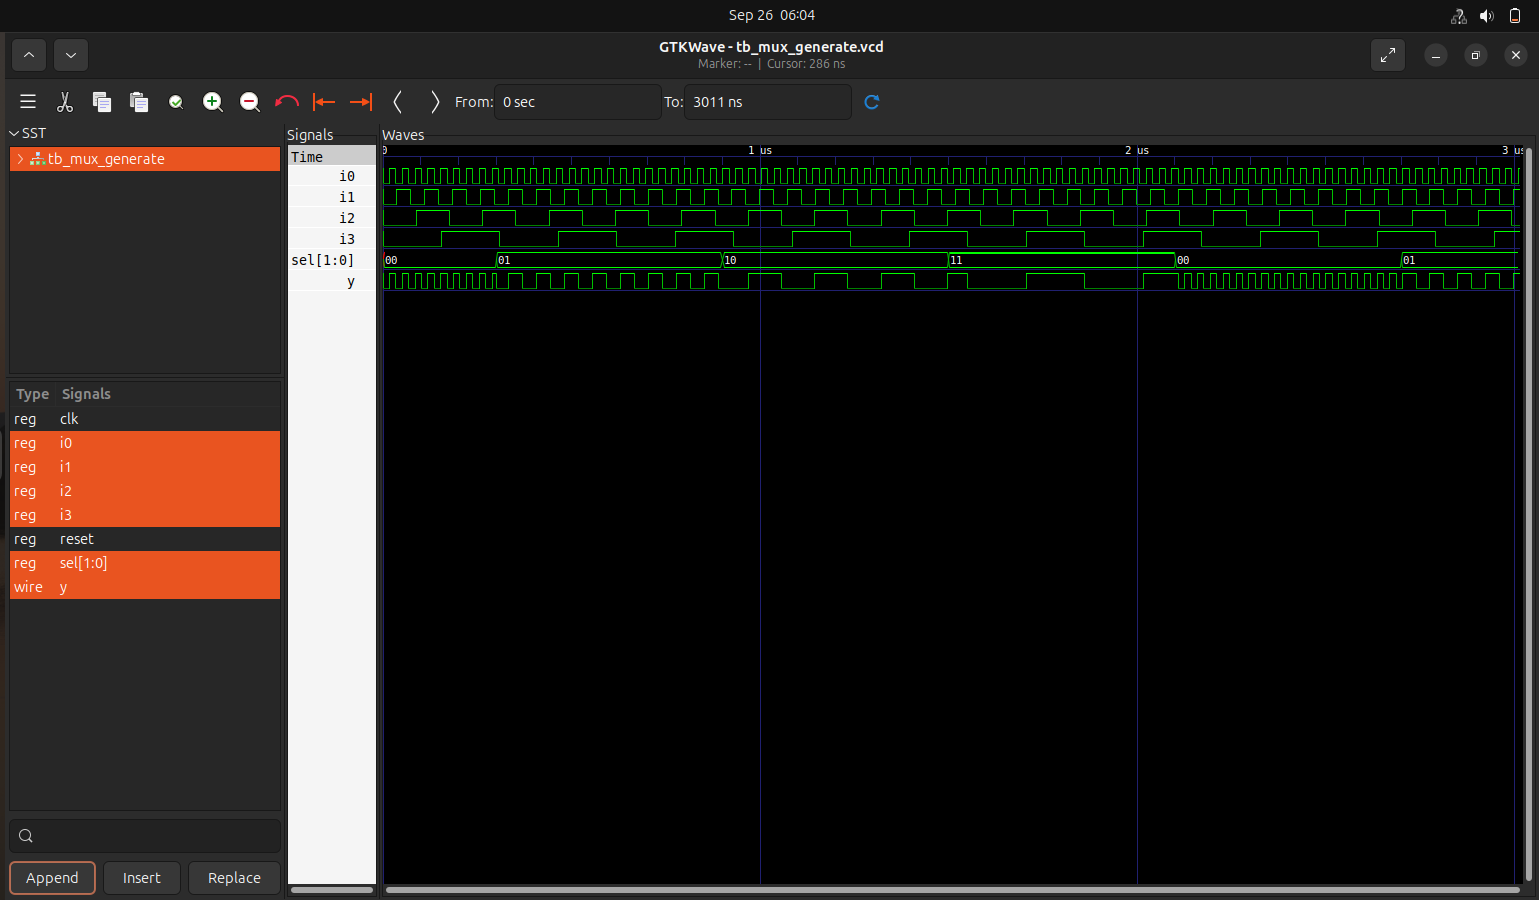 Sep 26 06:04
GTKWave - tb_mux_generate.vcd
Marker: -- | Cursor: 286 ns
From: 0 sec To: 3011 ns
SST
tb_mux_generate
Type Signals
reg clk
reg i0
reg i1
reg i2
reg i3
reg reset
reg sel[1:0]
wire y
Append Insert Replace
Signals
Time
i0
i1
i2
i3
sel[1:0]
y
Waves
0 1 us 2 us 3 us
00 01 10 11 00 01